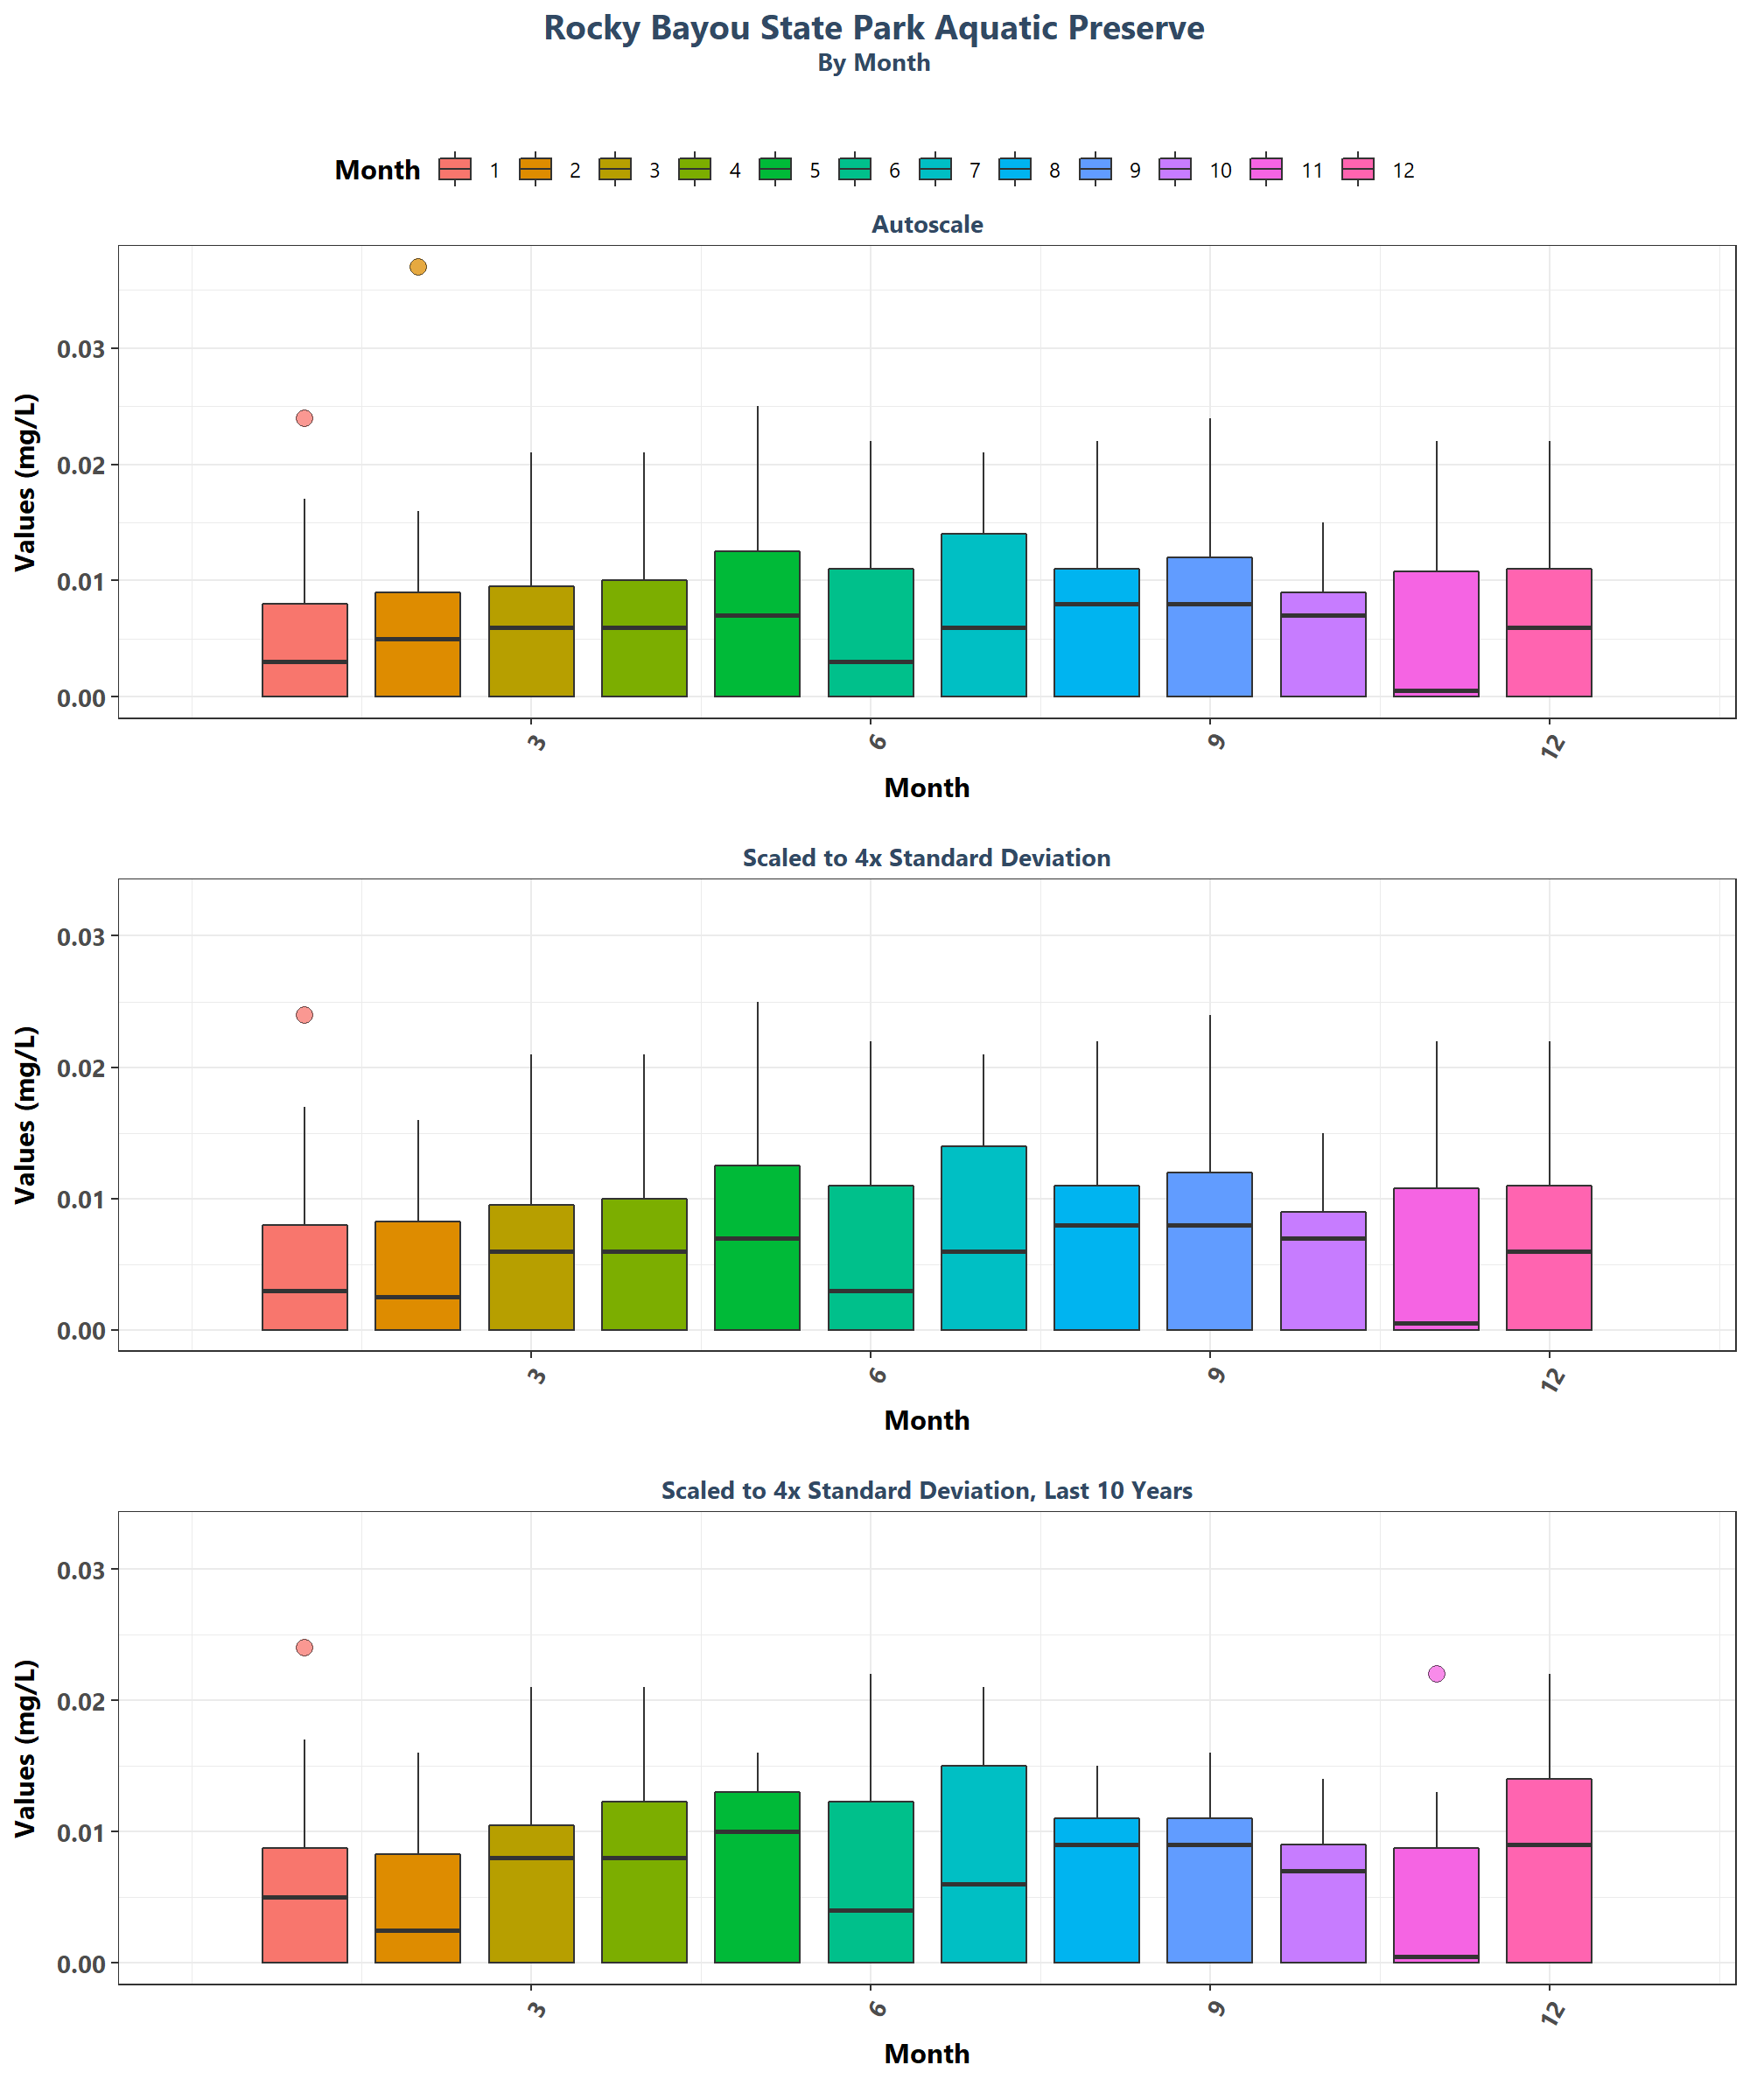 Rocky Bayou State Park Aquatic Preserve
By Month
Month 1 2 3 4 5 6 7 8 9 10 11 12
Autoscale
Values (mg/L)
0.03
0.02
0.01
0.00
3 6 9 12
Month
Scaled to 4x Standard Deviation
Values (mg/L)
0.03
0.02
0.01
0.00
3 6 9 12
Month
Scaled to 4x Standard Deviation, Last 10 Years
Values (mg/L)
0.03
0.02
0.01
0.00
3 6 9 12
Month